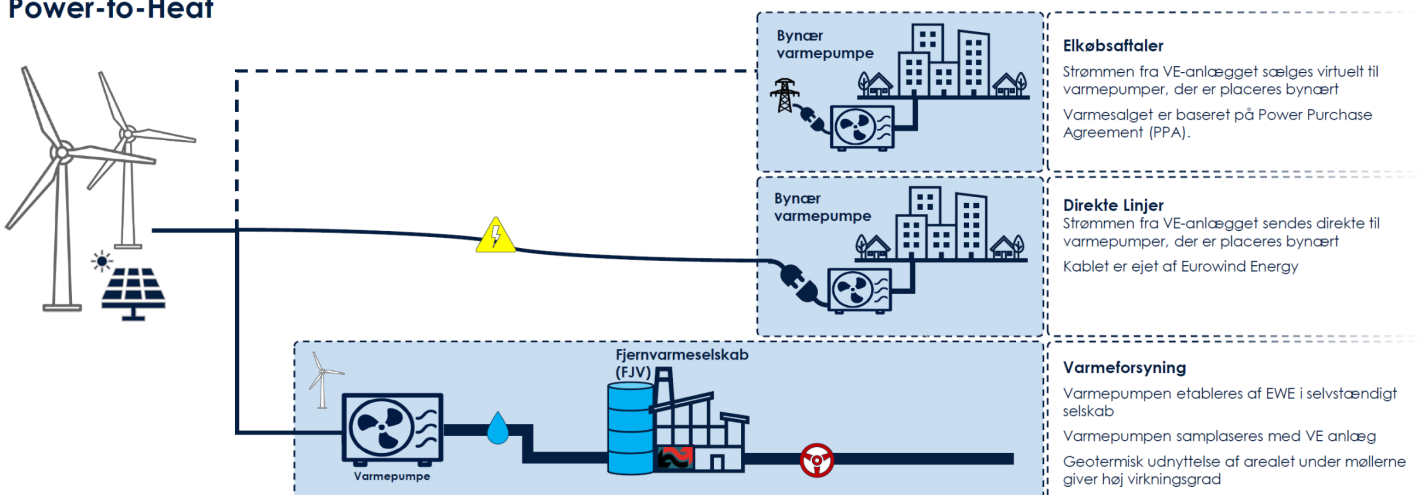 Power-to-Heat
Bynær
varmepumpe
Elkøbsaftaler
Strømmen fra VE-anlægget sælges virtuelt til
varmepumper, der er placeres bynært
Varmesalget er baseret på Power Purchase
Agreement (PPA).
Bynær
varmepumpe
Direkte Linjer
Strømmen fra VE-anlægget sendes direkte til
varmepumper, der er placeres bynært
Kablet er ejet af Eurowind Energy
Fjernvarmeselskab
(FJV)
Varmepumpe
Varmeforsyning
Varmepumpen etableres af EWE i selvstændigt
selskab
Varmepumpen samplaseres med VE anlæg
Geotermisk udnyttelse af arealet under møllerne
giver høj virkningsgrad